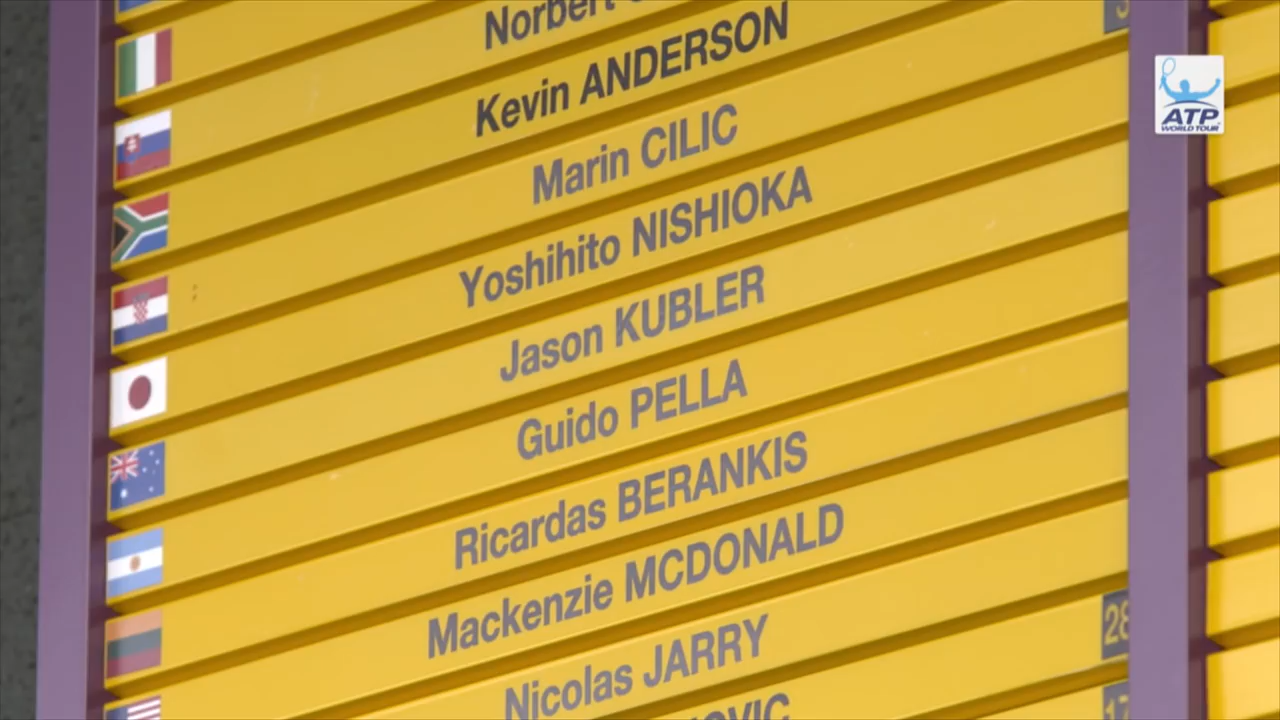 Norbert
Kevin ANDERSON
Marin CILIC
Yoshihito NISHIOKA
Jason KUBLER
Guido PELLA
Ricardas BERANKIS
Mackenzie MCDONALD
Nicolas JARRY
28
17
ATP
WORLD TOUR